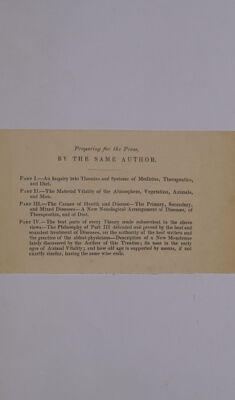 Preparing for the Press,
BY THE SAME AUTHOR.
PART I.—An Inquiry into Theories and Systems of Medicine, Therapeutics,
and Diet.
PART II.—The Material Vitality of the Atmosphere, Vegetation, Animals,
and Man.
PART III.—The Causes of Health and Disease—The Primary, Secondary,
and Mixed Diseases—A New Nosological Arrangement of Diseases, of
Therapeutics, and of Diet.
PART IV.—The best parts of every Theory made subservient to the above
views—The Philosophy of Part III defended and proved by the best and
soundest treatment of Diseases, on the authority of the best writers and
the practice of the oldest physicians—Description of a New Membrane
lately discovered by the Author of this Treatise; its uses in the early
ages of Animal Vitality; and how old age is supported by means, if not
exactly similar, having the same wise ends.